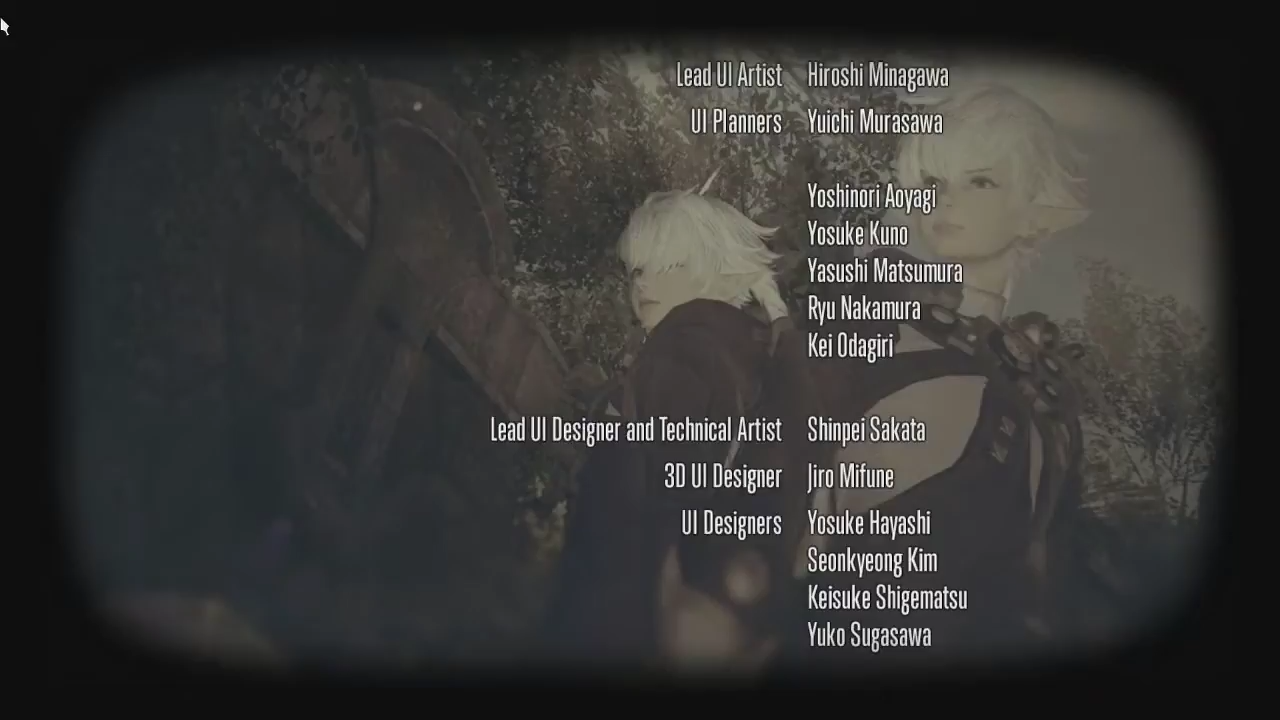 Lead UI Artist Hiroshi Minagawa
UI Planners Yuichi Murasawa
Yoshinori Aoyagi
Yosuke Kuno
Yasushi Matsumura
Ryu Nakamura
Kei Odagiri
Lead UI Designer and Technical Artist Shinpei Sakata
3D UI Designer Jiro Mifune
UI Designers Yosuke Hayashi
Seonkyeong Kim
Keisuke Shigematsu
Yuko Sugasawa